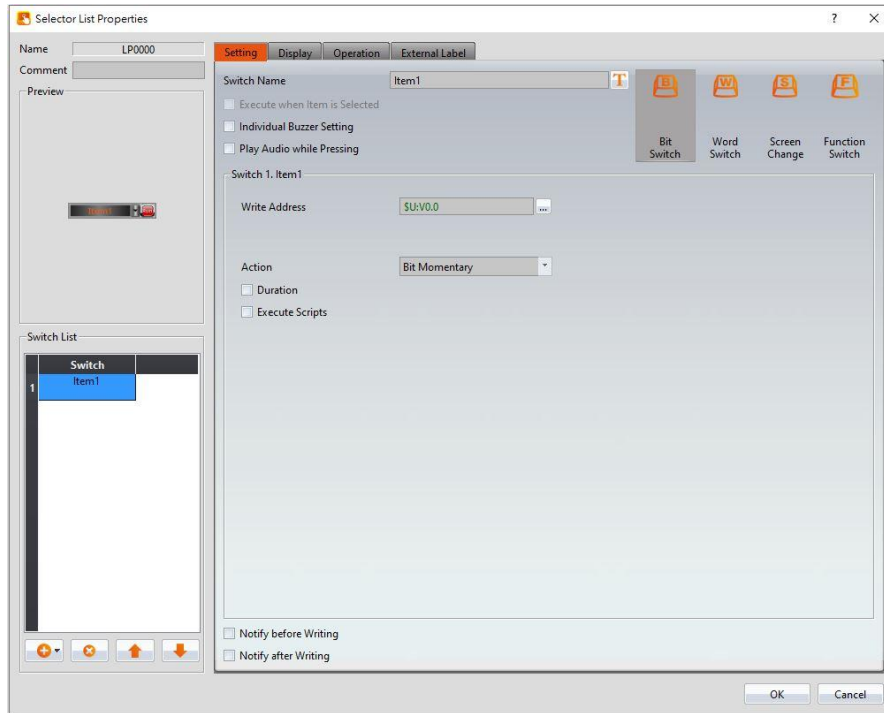 Selector List Properties
Name LP0000
Comment
Preview
Item1
Switch List
Switch
1 Item1
Setting Display Operation External Label
Switch Name Item1 T
Execute when Item is Selected
Individual Buzzer Setting
Play Audio while Pressing
B W S F
Bit Switch
Word Switch
Screen Change
Function Switch
Switch 1. Item1
Write Address $U:V0.0 ...
Action Bit Momentary
Duration
Execute Scripts
Notify before Writing
Notify after Writing
OK Cancel